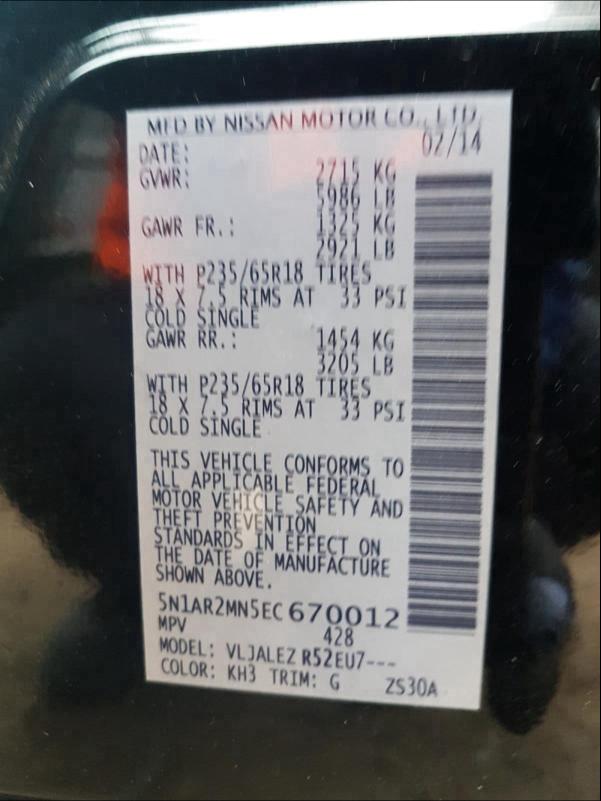 MFD BY NISSAN MOTOR CO., LTD.
DATE: 02/14
GVWR: 2715 KG
5986 LB
GAWR FR.: 1325 KG
2921 LB
WITH P235/65R18 TIRES
18 X 7.5 RIMS AT 33 PSI
COLD SINGLE
GAWR RR.: 1454 KG
3205 LB
WITH P235/65R18 TIRES
18 X 7.5 RIMS AT 33 PSI
COLD SINGLE
THIS VEHICLE CONFORMS TO
ALL APPLICABLE FEDERAL
MOTOR VEHICLE SAFETY AND
THEFT PREVENTION
STANDARDS IN EFFECT ON
THE DATE OF MANUFACTURE
SHOWN ABOVE.
5N1AR2MN5EC670012
MPV 428
MODEL: VLJALEZ R52EU7---
COLOR: KH3 TRIM: G ZS30A